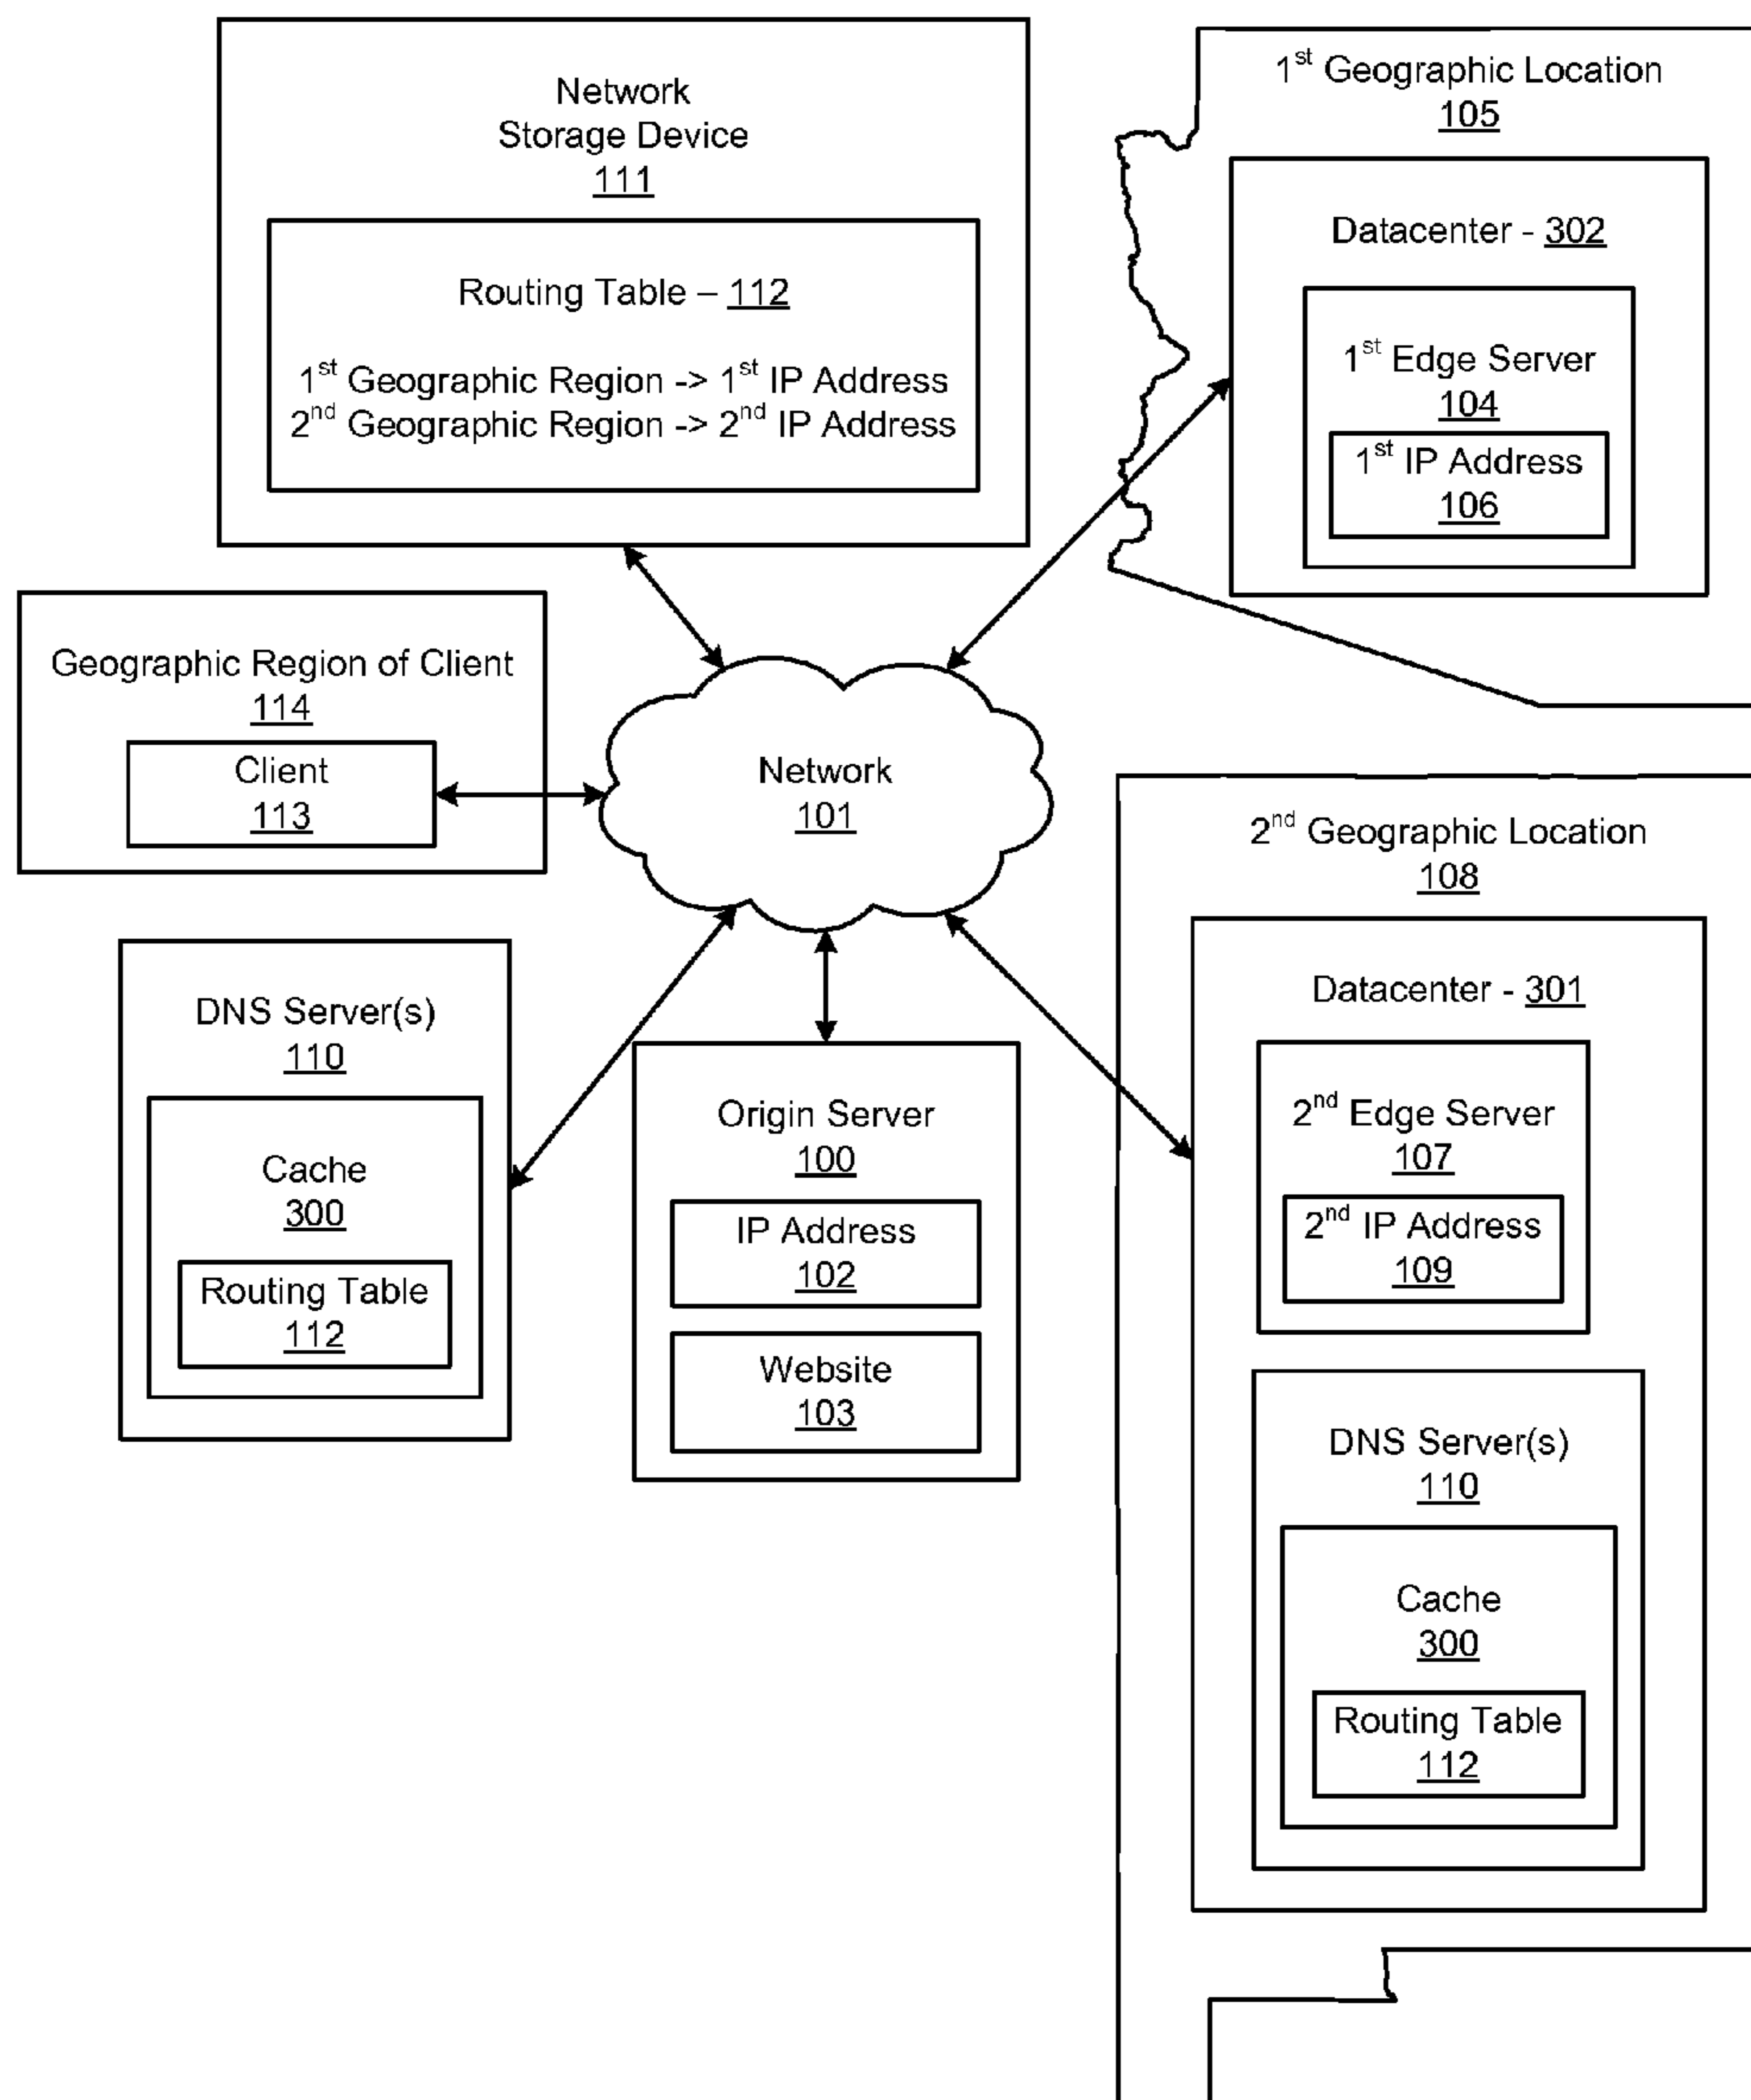 Network
Storage Device
111
Routing Table – 112
1st Geographic Region -> 1st IP Address
2nd Geographic Region -> 2nd IP Address
1st Geographic Location
105
Datacenter - 302
1st Edge Server
104
1st IP Address
106
Geographic Region of Client
114
Client
113
Network
101
2nd Geographic Location
108
Datacenter - 301
2nd Edge Server
107
2nd IP Address
109
DNS Server(s)
110
Cache
300
Routing Table
112
DNS Server(s)
110
Cache
300
Routing Table
112
Origin Server
100
IP Address
102
Website
103